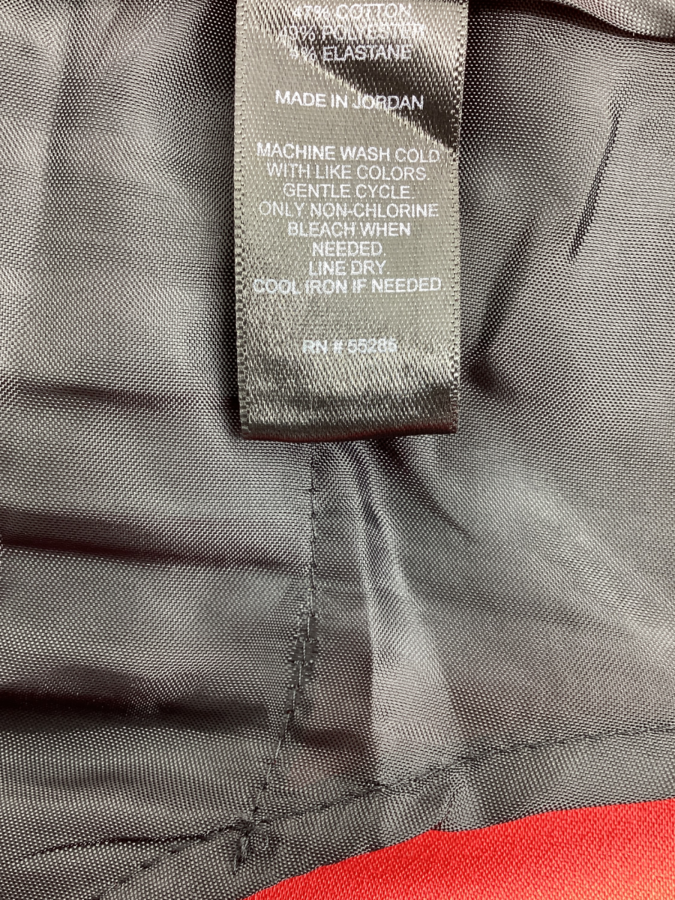 47% COTTON
POLYESTER
ELASTANE
MADE IN JORDAN
MACHINE WASH COLD
WITH LIKE COLORS.
GENTLE CYCLE.
ONLY NON-CHLORINE
BLEACH WHEN
NEEDED
LINE DRY.
COOL IRON IF NEEDED
RN # 55285